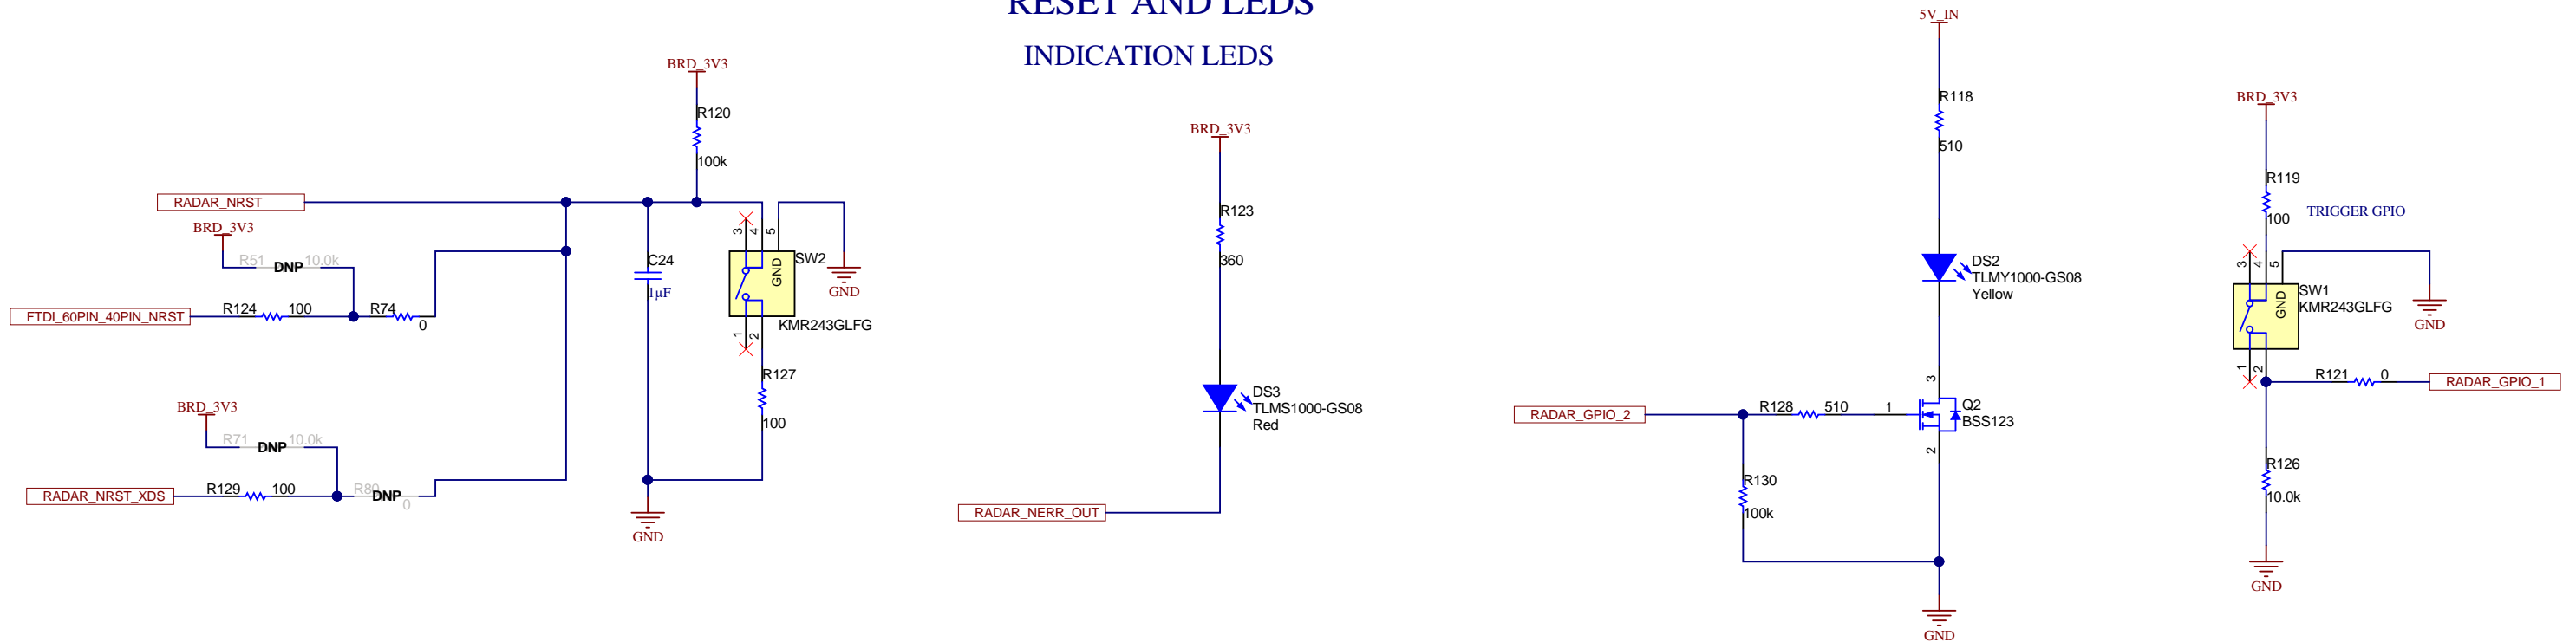 RESET AND LEDS
INDICATION LEDS
BRD_3V3
R120
100k
RADAR_NRST
BRD_3V3
R51
DNP
10.0k
FTDI_60PIN_40PIN_NRST
R124
100
R74
0
BRD_3V3
R71
DNP
10.0k
RADAR_NRST_XDS
R129
100
R80
DNP
0
C24
1µF
GND
3
4
5
GND
SW2
KMR243GLFG
1
2
GND
R127
100
BRD_3V3
R123
360
DS3
TLMS1000-GS08
Red
RADAR_NERR_OUT
5V_IN
R118
510
DS2
TLMY1000-GS08
Yellow
RADAR_GPIO_2
R128
510
1
3
2
Q2
BSS123
R130
100k
GND
BRD_3V3
R119
100
TRIGGER GPIO
3
4
5
GND
SW1
KMR243GLFG
GND
1
2
R121
0
RADAR_GPIO_1
R126
10.0k
GND